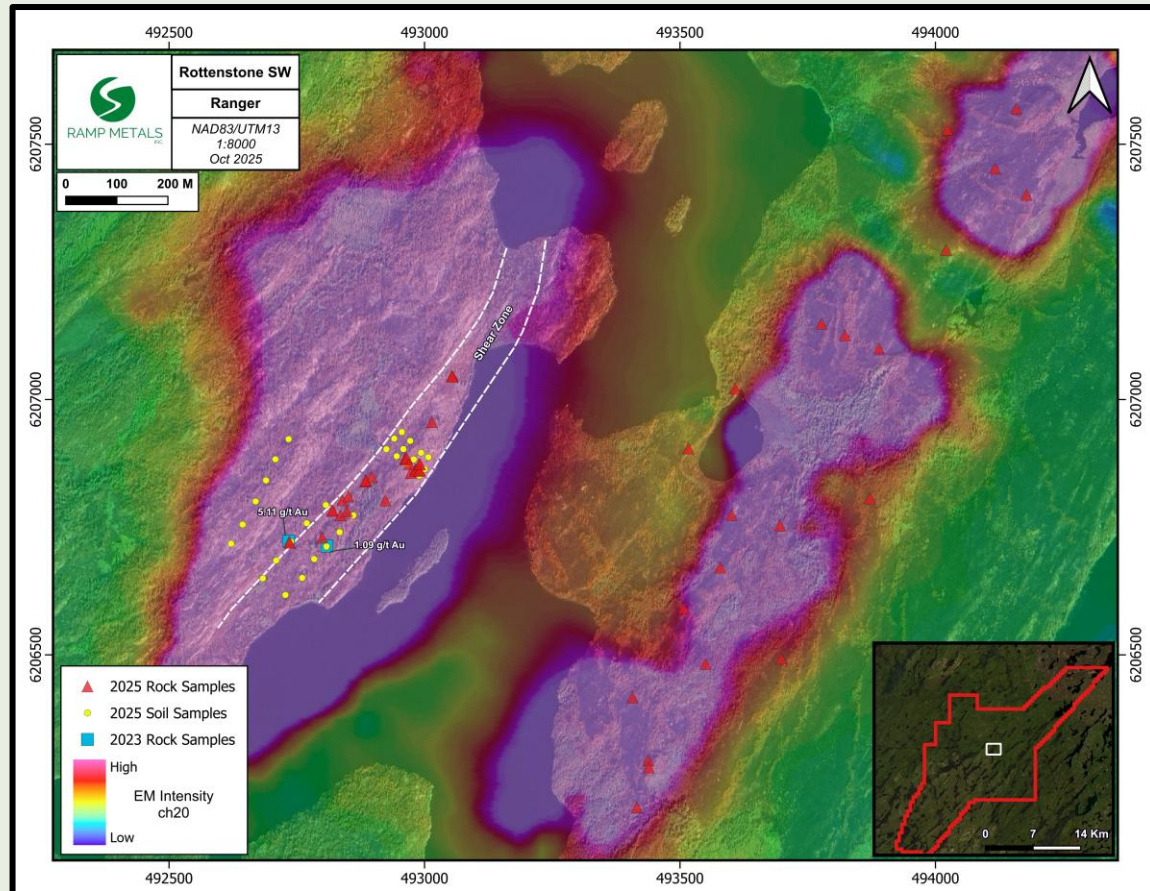 492500 493000 493500 494000
RAMP METALS
INC
Rottenstone SW
Ranger
NAD83/UTM13
1:8000
Oct 2025
0 100 200 M
6207500
6207500
Shear Zone
6207000
6207000
5.11 g/t Au
1.09 g/t Au
6206500
6206500
2025 Rock Samples
2025 Soil Samples
2023 Rock Samples
High
EM Intensity
ch20
Low
0 7 14 Km
492500 493000 493500 494000